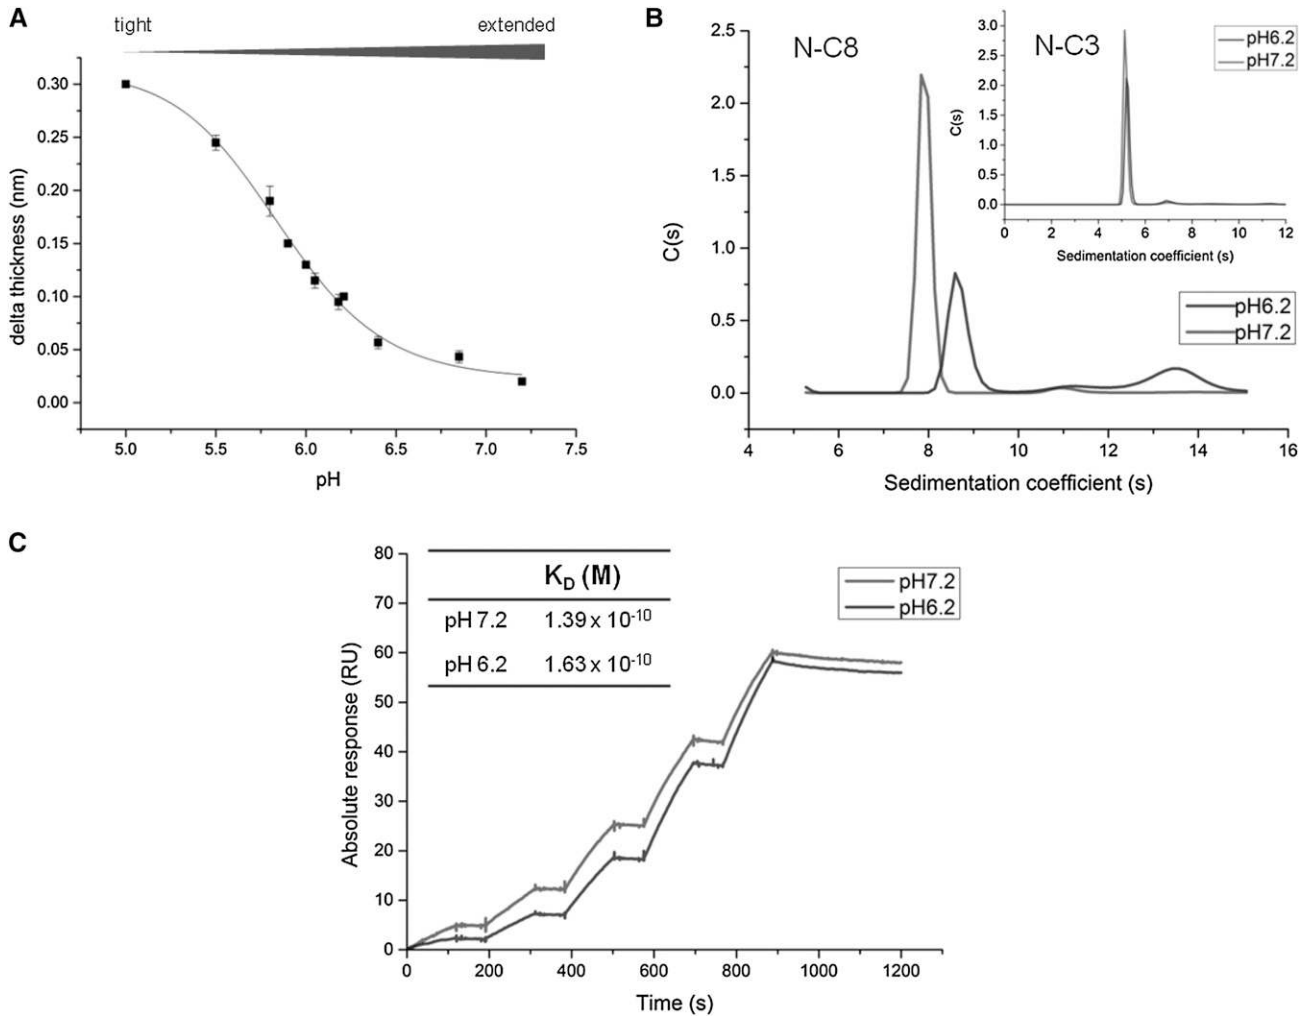 A
tight extended
0.30
0.25
0.20
0.15
0.10
0.05
0.00
delta thickness (nm)
5.0 5.5 6.0 6.5 7.0 7.5
pH
B
N-C8
2.5
2.0
1.5
1.0
0.5
0.0
C(s)
4 6 8 10 12 14 16
Sedimentation coefficient (s)
pH6.2
pH7.2
N-C3
3.0
2.5
2.0
1.5
1.0
0.5
0.0
C(s)
0 2 4 6 8 10 12
Sedimentation coefficient (s)
pH6.2
pH7.2
C
80
70
60
50
40
30
20
10
0
Absolute response (RU)
0 200 400 600 800 1000 1200
Time (s)
K_D (M)
pH 7.2 1.39 x 10^-10
pH 6.2 1.63 x 10^-10
pH7.2
pH6.2